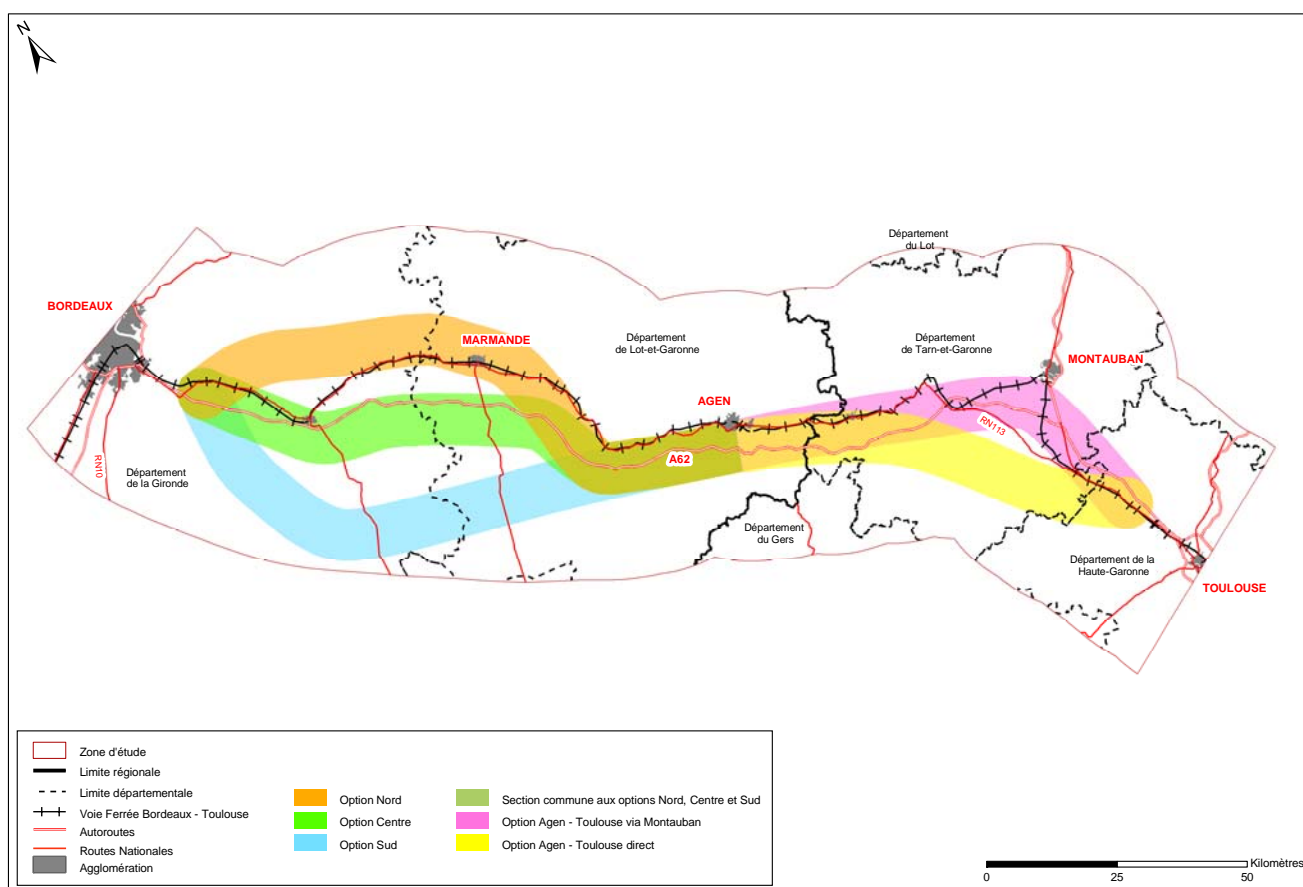 N
Département
du Lot
BORDEAUX
MARMANDE
Département
de Lot-et-Garonne
Département
de Tarn-et-Garonne
MONTAUBAN
AGEN
RN113
A62
RN10
Département
de la Gironde
Département
du Gers
Département de la
Haute-Garonne
TOULOUSE
Zone d'étude
Limite régionale
Limite départementale
Voie Ferrée Bordeaux - Toulouse
Autoroutes
Routes Nationales
Agglomération
Option Nord
Option Centre
Option Sud
Section commune aux options Nord, Centre et Sud
Option Agen - Toulouse via Montauban
Option Agen - Toulouse direct
Kilomètres
0 25 50